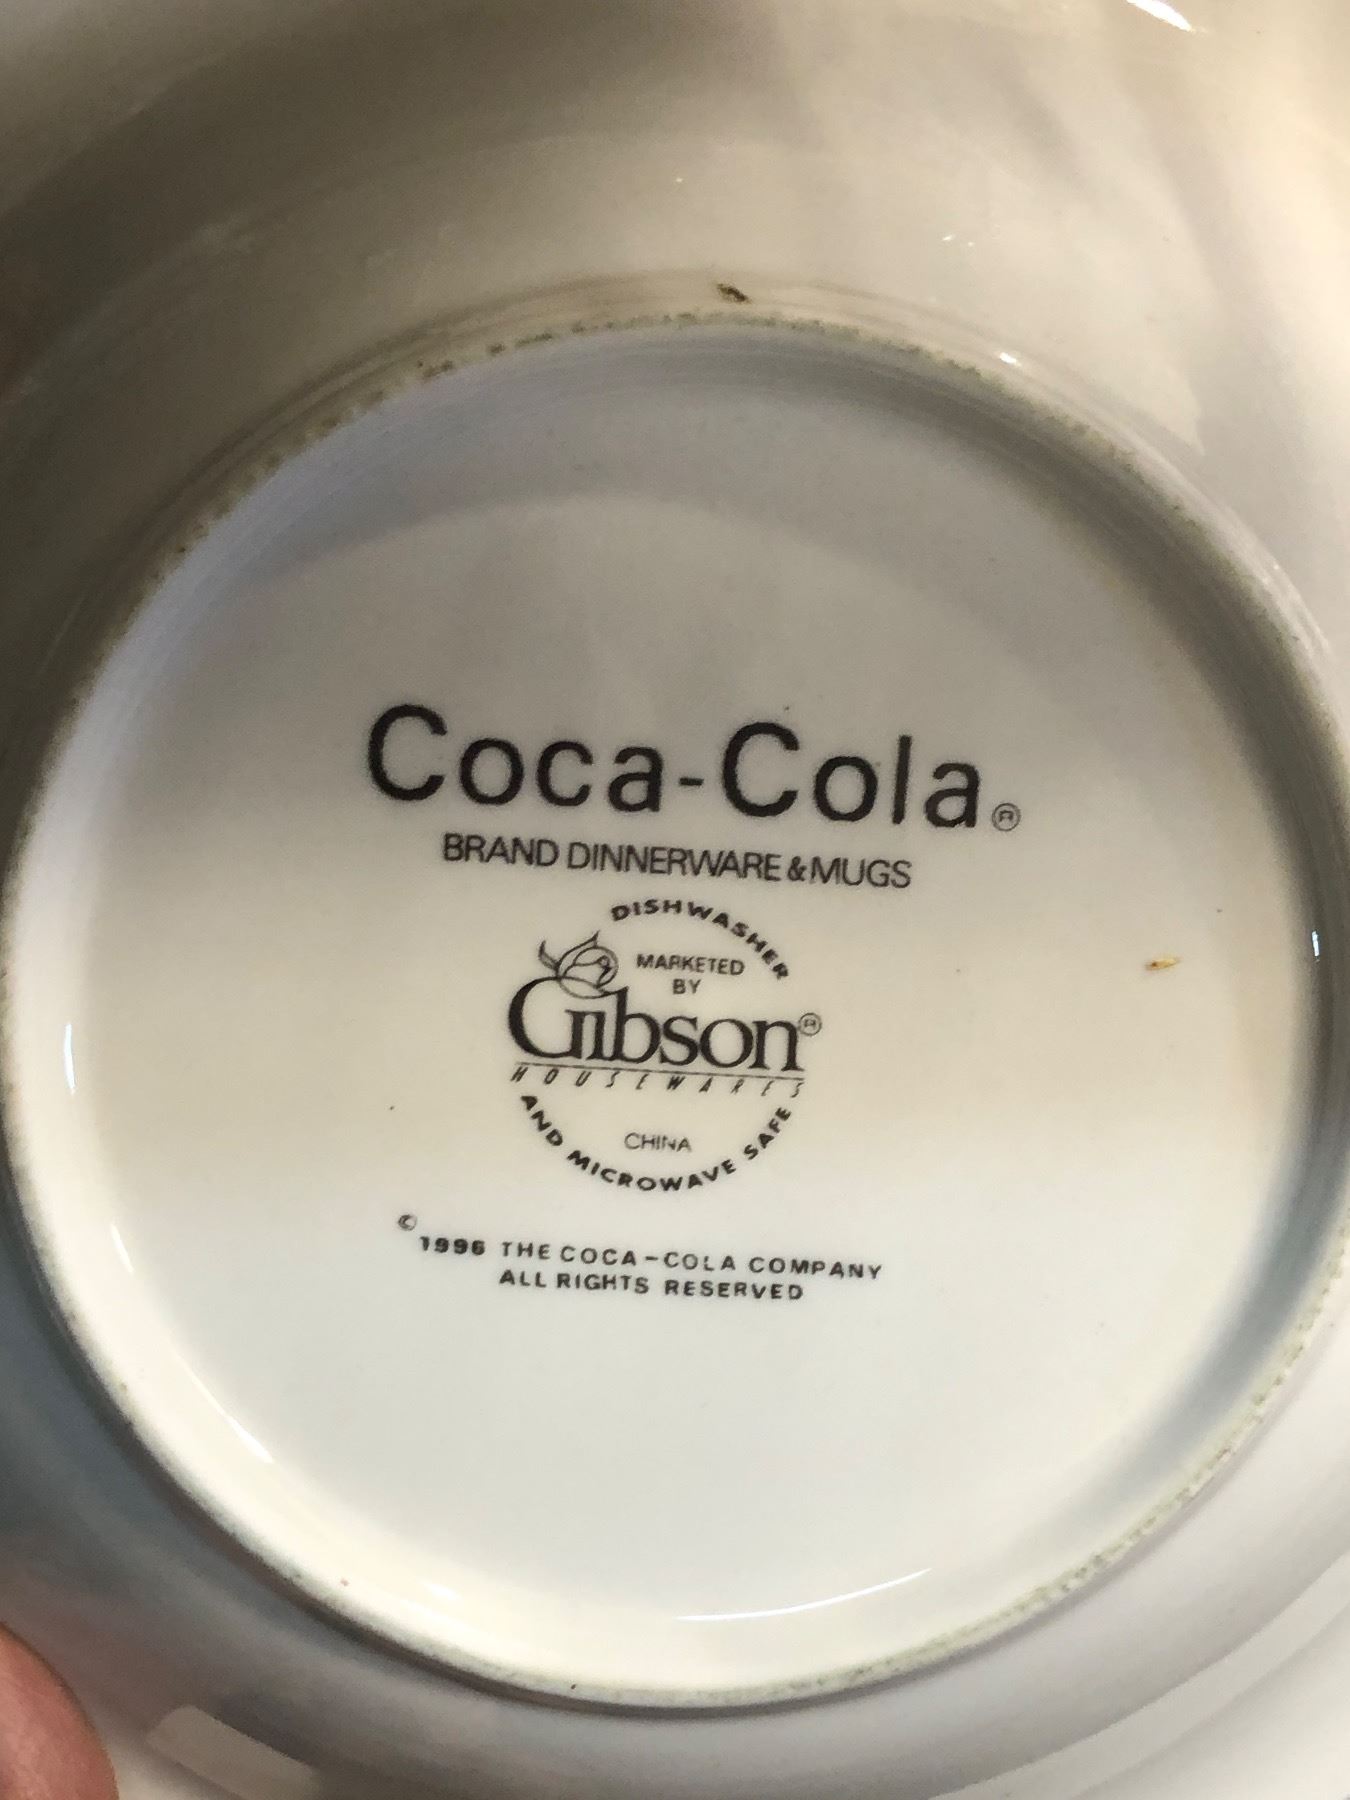 Coca-Cola®
BRAND DINNERWARE & MUGS
DISHWASHER
MARKETED
BY
Gibson®
HOUSEWARES
CHINA
AND MICROWAVE SAFE
© 1996 THE COCA-COLA COMPANY
ALL RIGHTS RESERVED